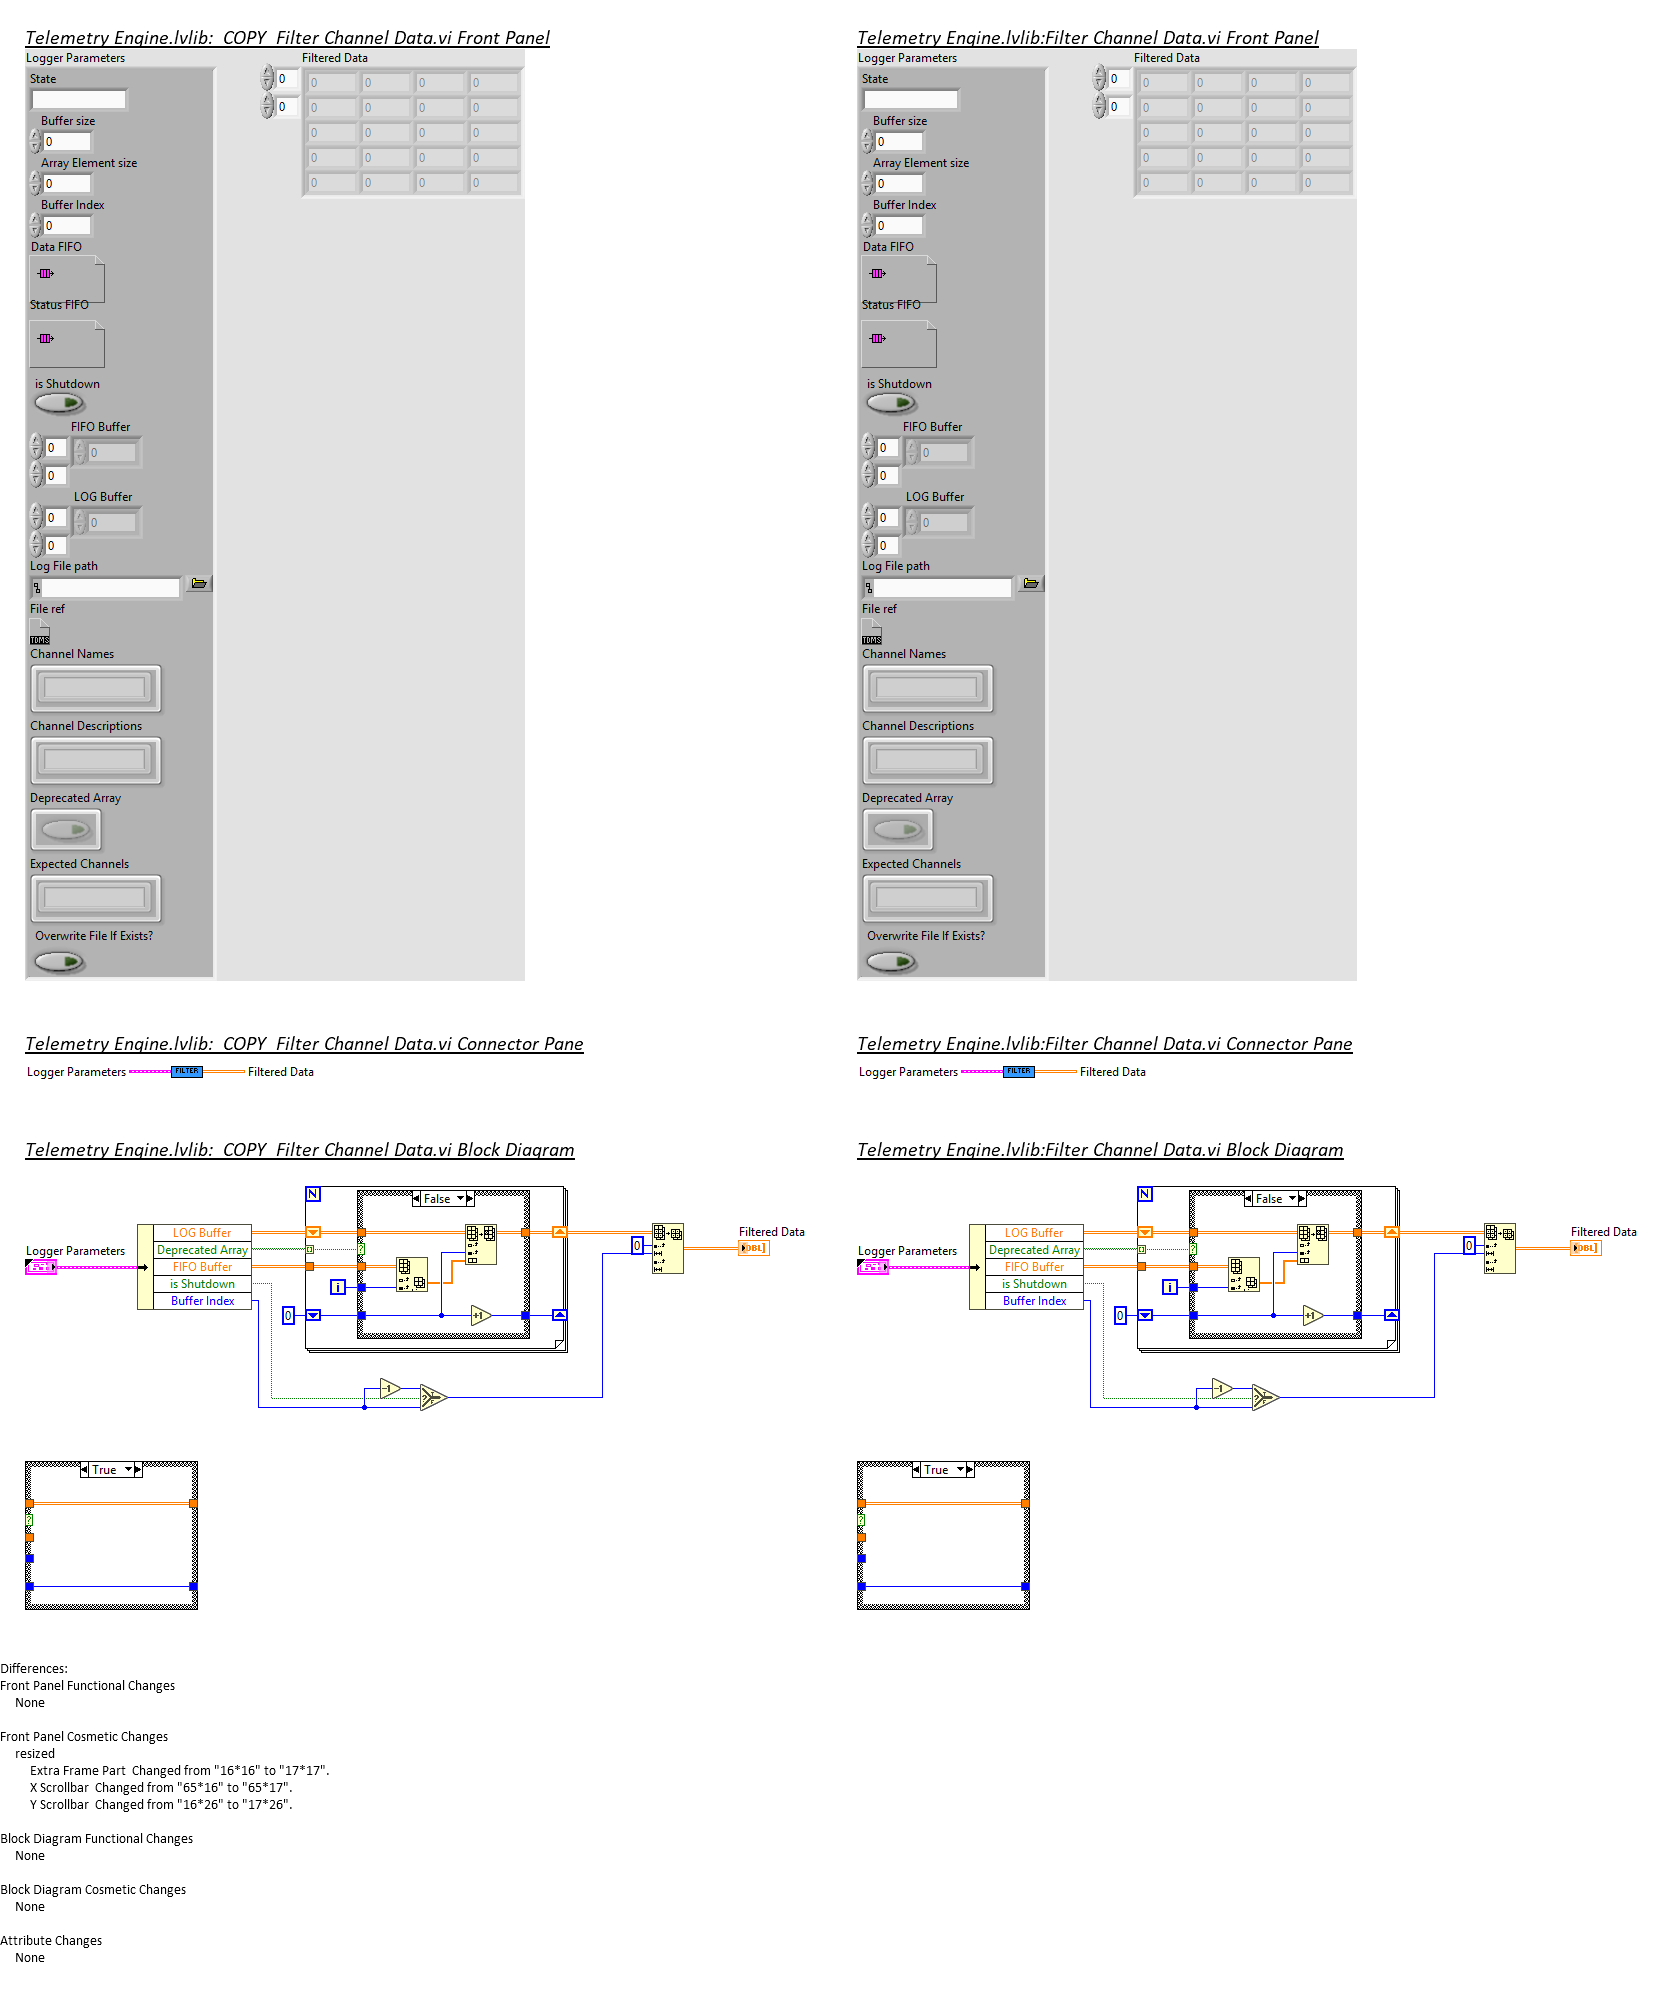 Telemetry Engine.lvlib:  COPY  Filter Channel Data.vi Front Panel
Logger Parameters
Filtered Data
State
0
0 0 0 0
Buffer size
0
0 0 0 0
0
0 0 0 0
Array Element size
0 0 0 0
0
0 0 0 0
Buffer Index
0
Data FIFO
Status FIFO
is Shutdown
FIFO Buffer
0
0
0
LOG Buffer
0
0
0
Log File path
File ref
TDMS
Channel Names
Channel Descriptions
Deprecated Array
Expected Channels
Overwrite File If Exists?
Telemetry Engine.lvlib:Filter Channel Data.vi Front Panel
Logger Parameters
Filtered Data
State
0
0 0 0 0
Buffer size
0
0 0 0 0
0
0 0 0 0
Array Element size
0 0 0 0
0
0 0 0 0
Buffer Index
0
Data FIFO
Status FIFO
is Shutdown
FIFO Buffer
0
0
0
LOG Buffer
0
0
0
Log File path
File ref
TDMS
Channel Names
Channel Descriptions
Deprecated Array
Expected Channels
Overwrite File If Exists?
Telemetry Engine.lvlib:  COPY  Filter Channel Data.vi Connector Pane
Logger Parameters FILTER Filtered Data
Telemetry Engine.lvlib:Filter Channel Data.vi Connector Pane
Logger Parameters FILTER Filtered Data
Telemetry Engine.lvlib:  COPY  Filter Channel Data.vi Block Diagram
N
False
LOG Buffer
Filtered Data
Logger Parameters
Deprecated Array
?
0
DBL]
FIFO Buffer
is Shutdown
i
Buffer Index
0
+1
-1
?
T
F
True
?
Telemetry Engine.lvlib:Filter Channel Data.vi Block Diagram
N
False
LOG Buffer
Filtered Data
Logger Parameters
Deprecated Array
?
0
DBL]
FIFO Buffer
is Shutdown
i
Buffer Index
0
+1
-1
?
T
F
True
?
Differences:
Front Panel Functional Changes
None
Front Panel Cosmetic Changes
resized
Extra Frame Part  Changed from "16*16" to "17*17".
X Scrollbar  Changed from "65*16" to "65*17".
Y Scrollbar  Changed from "16*26" to "17*26".
Block Diagram Functional Changes
None
Block Diagram Cosmetic Changes
None
Attribute Changes
None